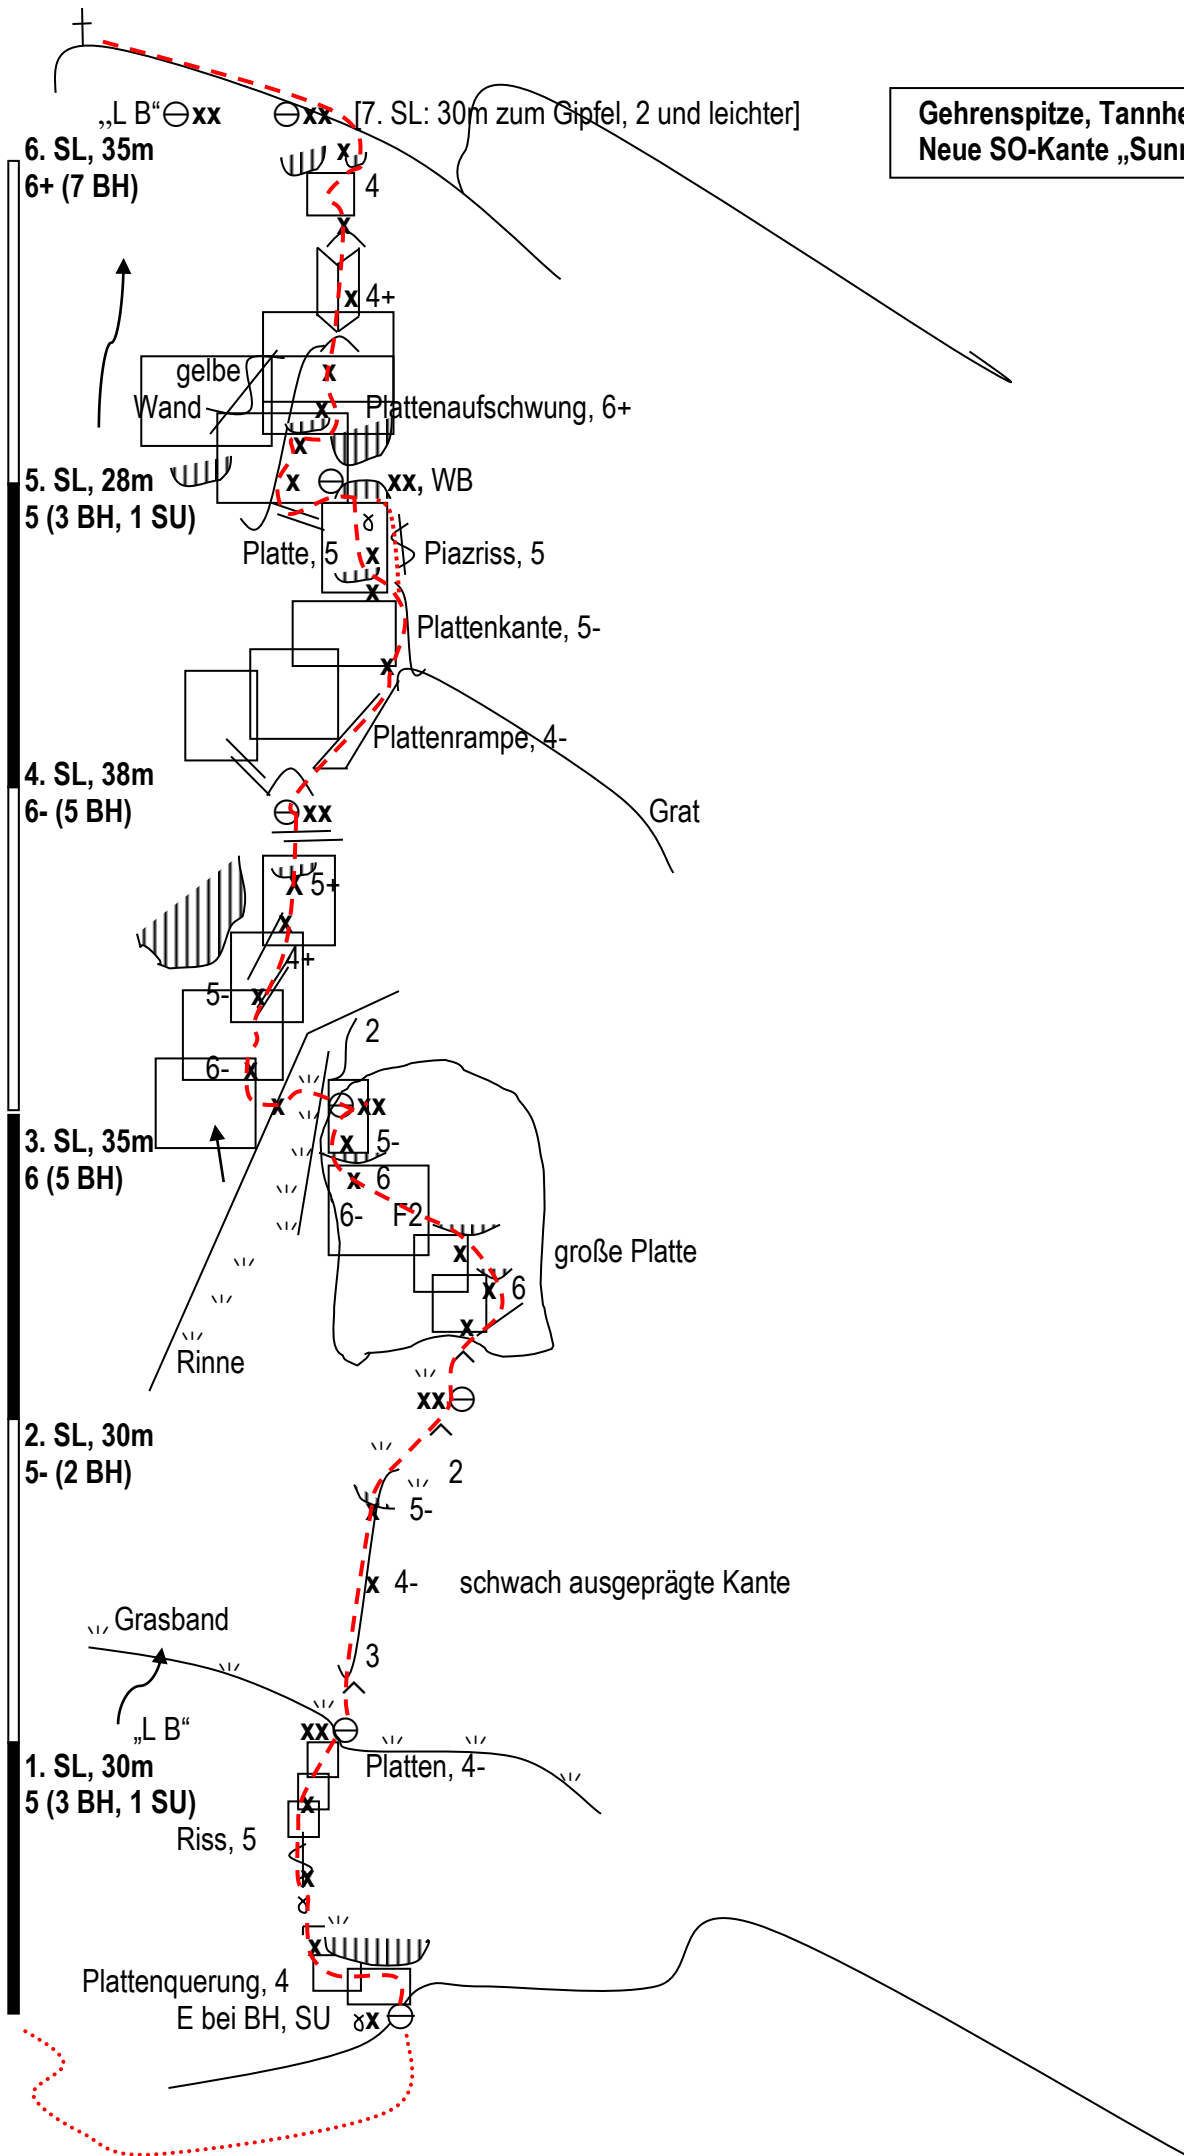 „L B“ xx xx [7. SL: 30m zum Gipfel, 2 und leichter]
Gehrenspitze, Tannhe
Neue SO-Kante „Sunn
6. SL, 35m
6+ (7 BH)
x
4
x
x 4+
gelbe
x
Wand
x
Plattenaufschwung, 6+
x
5. SL, 28m
5 (3 BH, 1 SU)
x
xx, WB
Platte, 5
x
Piazriss, 5
x
Plattenkante, 5-
x
Plattenrampe, 4-
4. SL, 38m
6- (5 BH)
xx
Grat
x 5+
x
4+
5- x
2
6- x
x
xx
3. SL, 35m
6 (5 BH)
x 5-
x 6
6- F2
x
große Platte
x 6
x
Rinne
xx
2. SL, 30m
5- (2 BH)
2
x 5-
x 4- schwach ausgeprägte Kante
Grasband
3
„L B“
xx
1. SL, 30m
5 (3 BH, 1 SU)
Platten, 4-
x
Riss, 5
x
x
Plattenquerung, 4
E bei BH, SU x